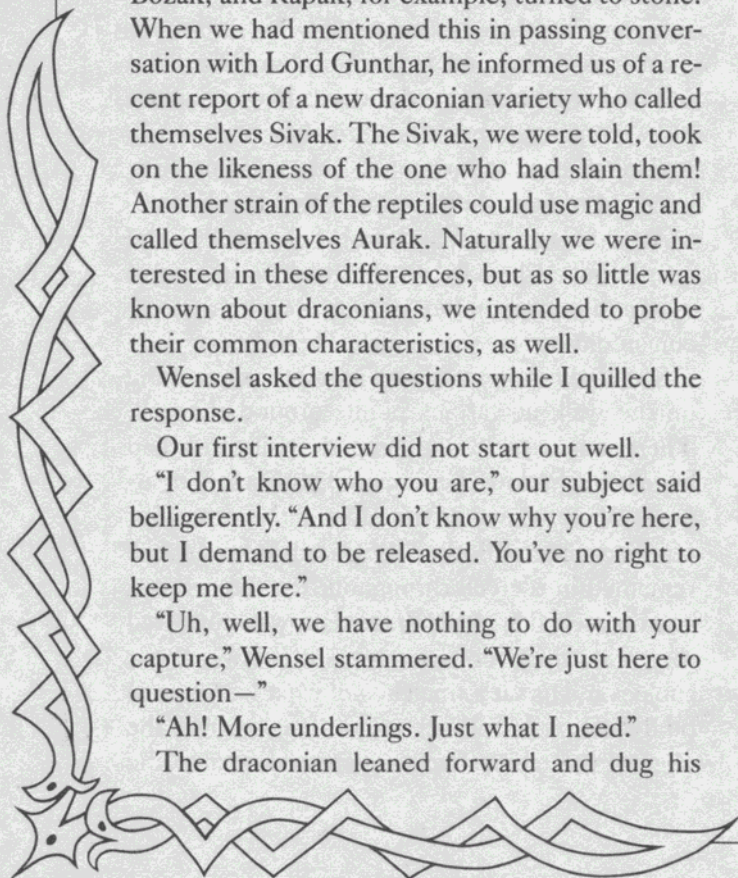 Bozak, and Kapak, for example, turned to stone.
When we had mentioned this in passing conver-
sation with Lord Gunthar, he informed us of a re-
cent report of a new draconian variety who called
themselves Sivak. The Sivak, we were told, took
on the likeness of the one who had slain them!
Another strain of the reptiles could use magic and
called themselves Aurak. Naturally we were in-
terested in these differences, but as so little was
known about draconians, we intended to probe
their common characteristics, as well.
Wensel asked the questions while I quilled the
response.
Our first interview did not start out well.
“I don’t know who you are,” our subject said
belligerently. “And I don’t know why you’re here,
but I demand to be released. You’ve no right to
keep me here.”
“Uh, well, we have nothing to do with your
capture,” Wensel stammered. “We’re just here to
question—”
“Ah! More underlings. Just what I need.”
The draconian leaned forward and dug his